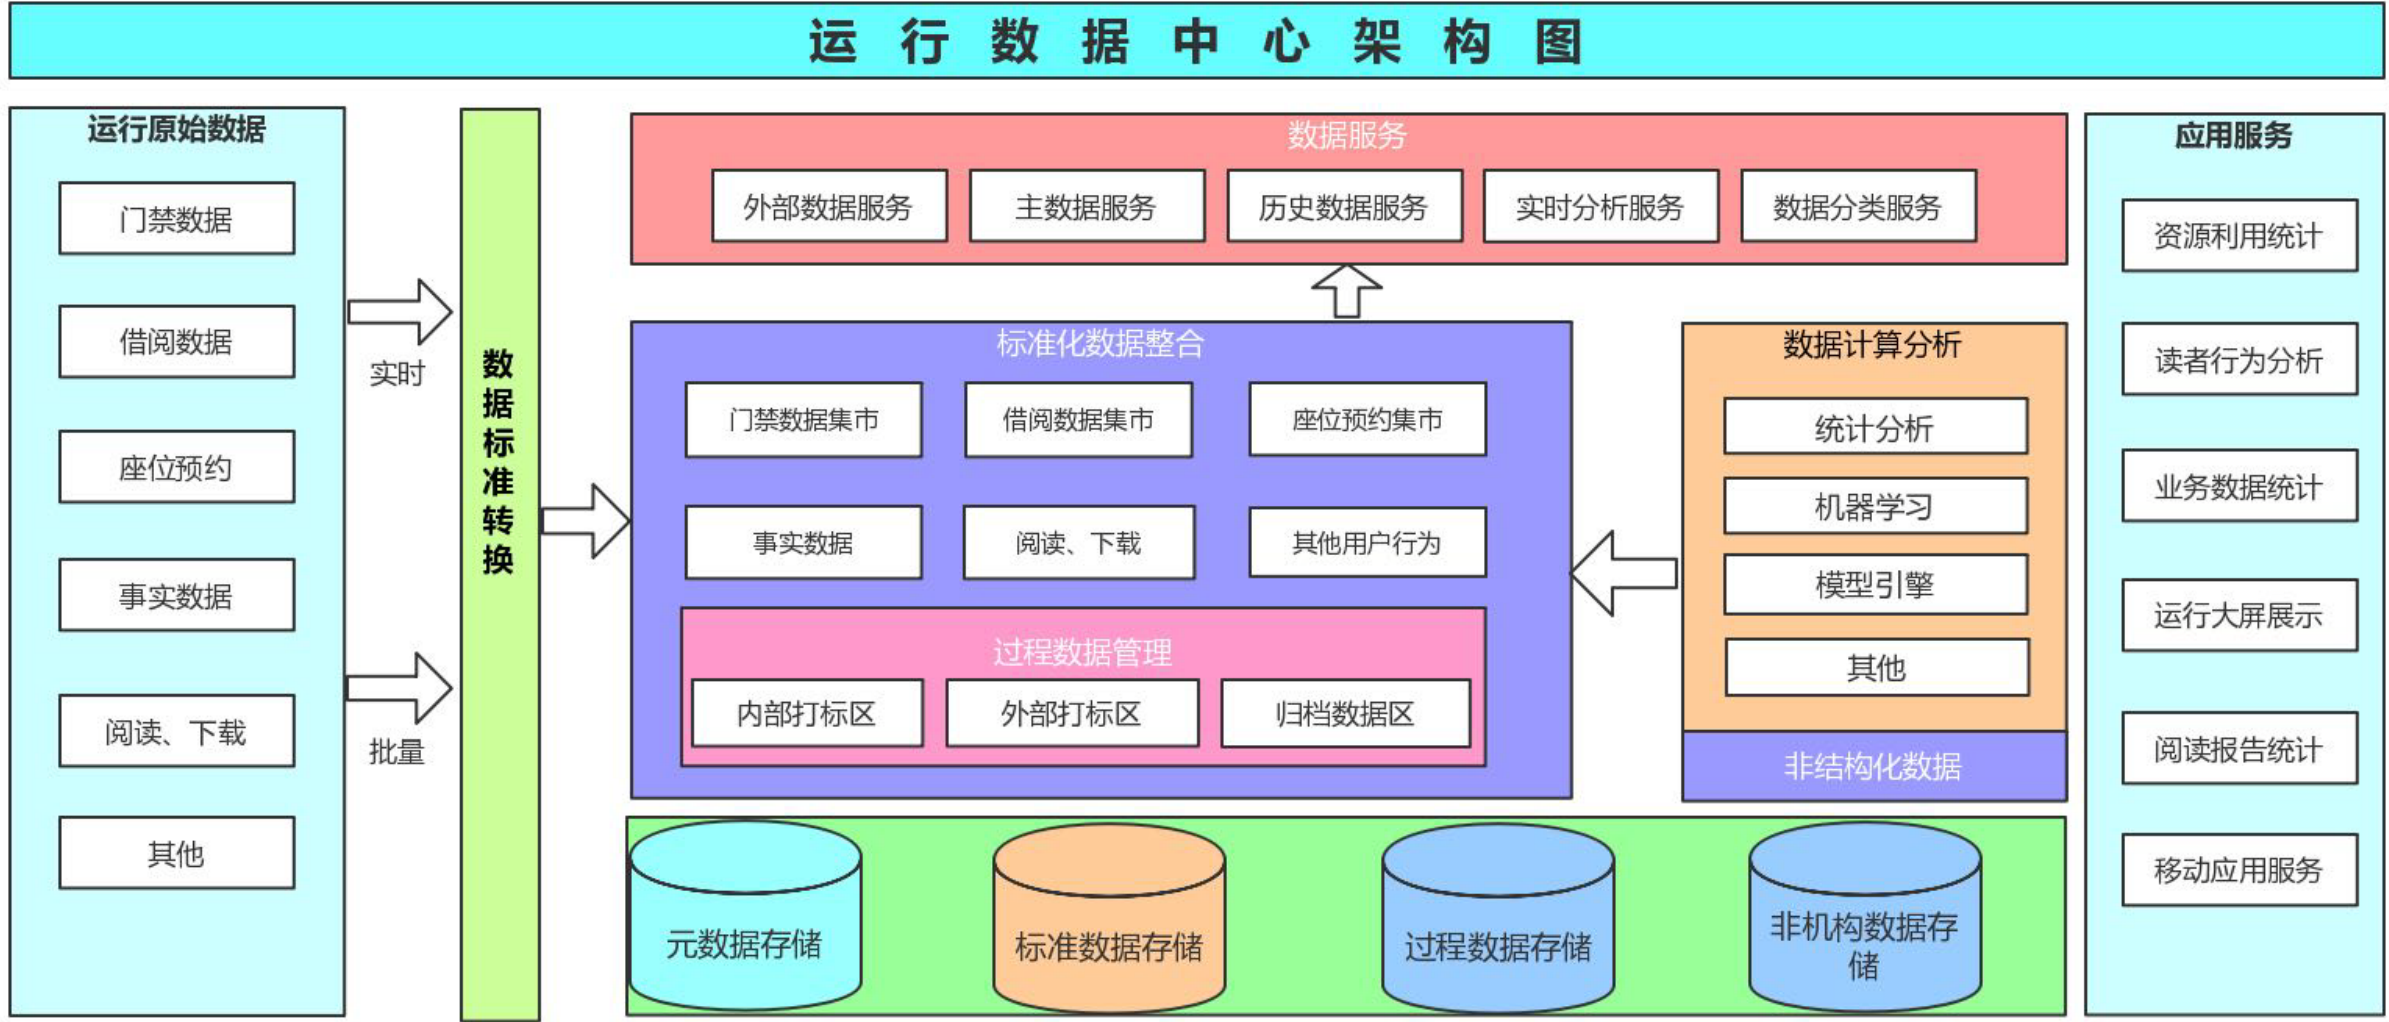 运行数据中心架构图
运行原始数据
门禁数据
借阅数据
座位预约
事实数据
阅读、下载
其他
实时
批量
数据标准转换
数据服务
外部数据服务
主数据服务
历史数据服务
实时分析服务
数据分类服务
标准化数据整合
门禁数据集市
借阅数据集市
座位预约集市
事实数据
阅读、下载
其他用户行为
过程数据管理
内部打标区
外部打标区
归档数据区
数据计算分析
统计分析
机器学习
模型引擎
其他
非结构化数据
元数据存储
标准数据存储
过程数据存储
非机构数据存
储
应用服务
资源利用统计
读者行为分析
业务数据统计
运行大屏展示
阅读报告统计
移动应用服务